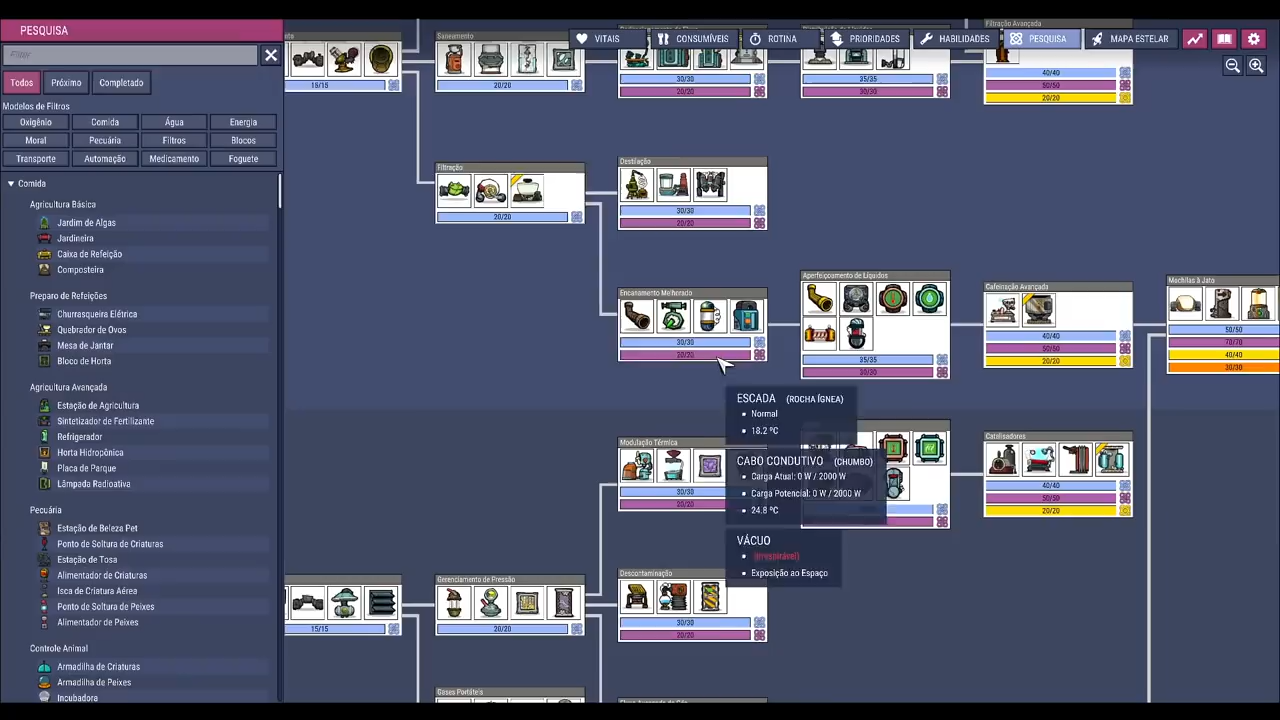 PESQUISA
VITAIS
CONSUMÍVEIS
ROTINA
PRIORIDADES
HABILIDADES
PESQUISA
MAPA ESTELAR
Filtração Avançada
Saneamento
Todos
Próximo
Completado
Modelos de Filtros
Oxigênio
Comida
Água
Energia
Moral
Pecuária
Filtros
Blocos
Transporte
Automação
Medicamento
Foguete
Comida
Agricultura Básica
Jardim de Algas
Jardineira
Caixa de Refeição
Composteira
Preparo de Refeições
Churrasqueira Elétrica
Quebrador de Ovos
Mesa de Jantar
Bloco de Horta
Agricultura Avançada
Estação de Agricultura
Sintetizador de Fertilizante
Refrigerador
Horta Hidropônica
Placa de Parque
Lâmpada Radioativa
Pecuária
Estação de Beleza Pet
Ponto de Soltura de Criaturas
Estação de Tosa
Alimentador de Criaturas
Isca de Criatura Aérea
Ponto de Soltura de Peixes
Alimentador de Peixes
Controle Animal
Armadilha de Criaturas
Armadilha de Peixes
Incubadora
15/15
20/20
30/30
20/20
35/35
30/30
40/40
50/50
20/20
Filtração
20/20
Destilação
30/30
20/20
Encanamento Melhorado
30/30
20/20
Aperfeiçoamento de Líquidos
35/35
30/30
Cafeiração Avançada
40/40
50/50
20/20
Machilas à Jato
50/50
70/70
40/40
30/30
ESCADA (ROCHA ÍGNEA)
Normal
18.2 ºC
CABO CONDUTIVO (CHUMBO)
Carga Atual: 0 W / 2000 W
Carga Potencial: 0 W / 2000 W
24.8 ºC
VÁCUO
(Irrespirável)
Exposição ao Espaço
Modulação Térmica
30/30
20/20
Catalisadores
40/40
50/50
20/20
15/15
Gerenciamento de Pressão
20/20
Descontaminação
30/30
20/20
Gases Portáteis